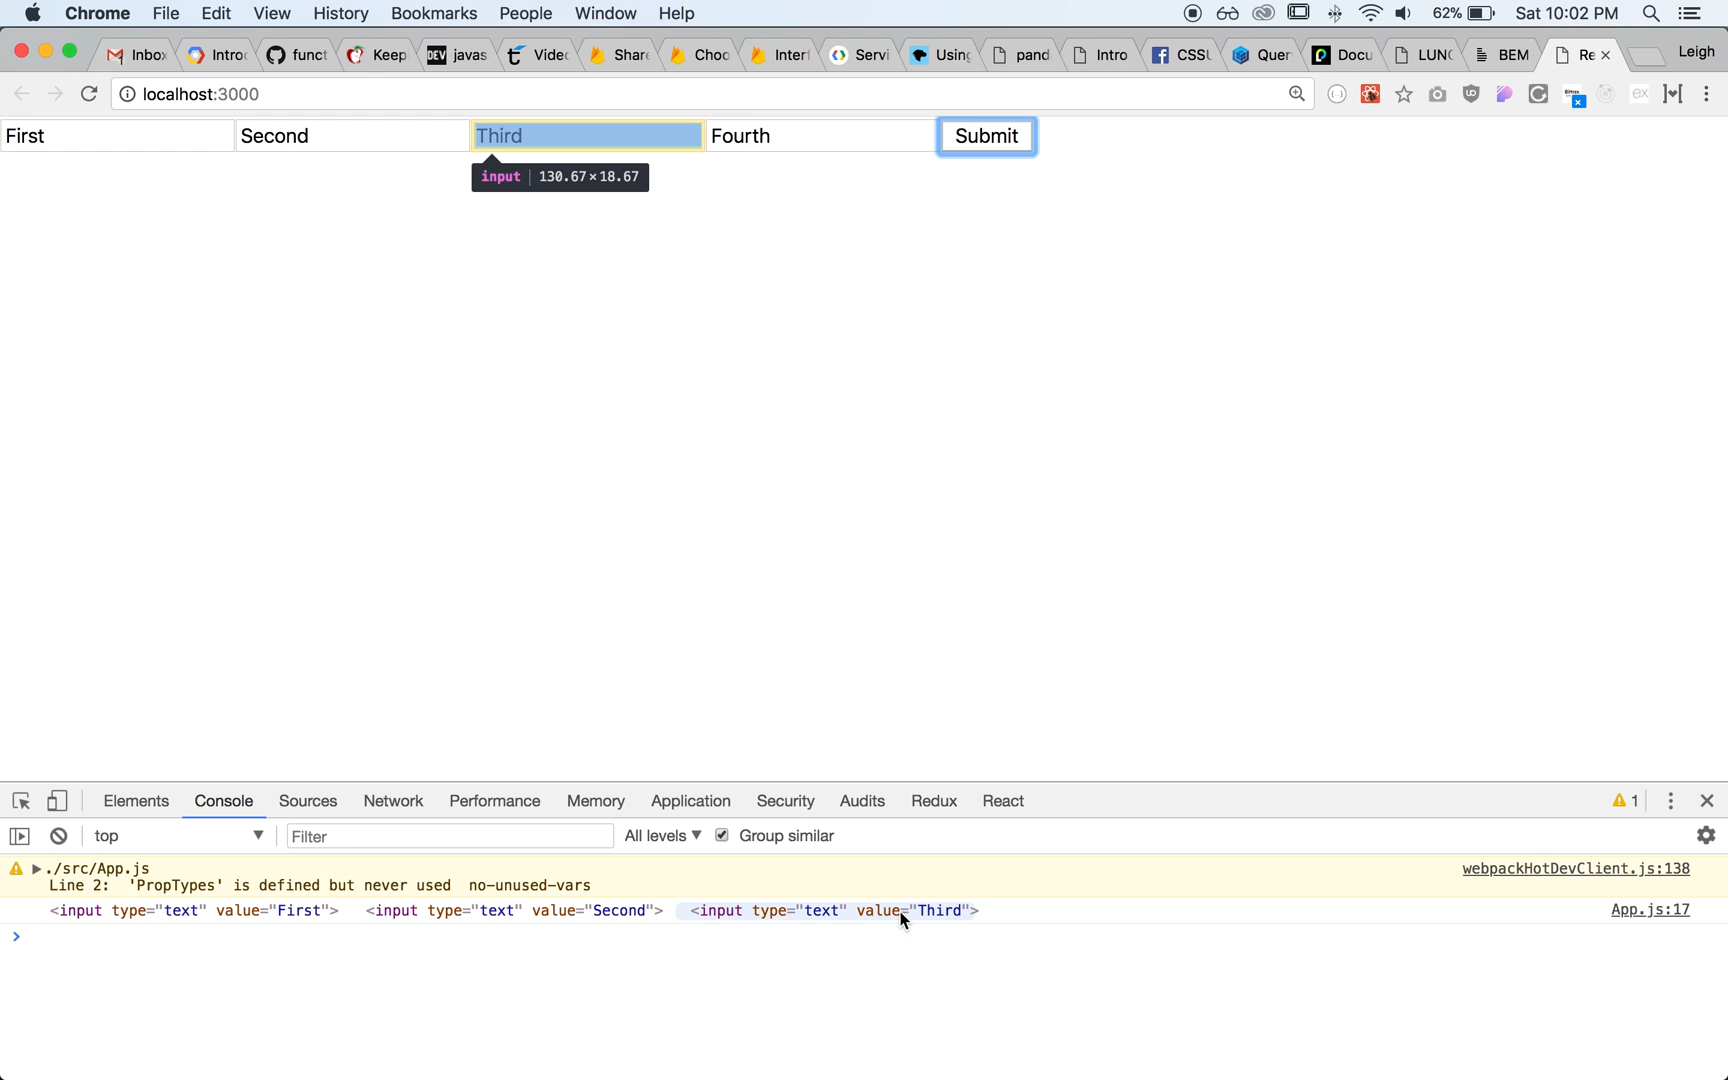 Chrome File Edit View History Bookmarks People Window Help 62% Sat 10:02 PM
Inbox Introd funct Keep DEV javas Vide Share Choo Interf Servi Using pand Intro CSSU Quer Docu LUNC BEM Re Leigh
localhost:3000
First Second Third Fourth Submit
input 130.67×18.67
Elements Console Sources Network Performance Memory Application Security Audits Redux React 1
top Filter All levels Group similar
./src/App.js webpackHotDevClient.js:138
Line 2: 'PropTypes' is defined but never used no-unused-vars
<input type="text" value="First"> <input type="text" value="Second"> <input type="text" value="Third"> App.js:17